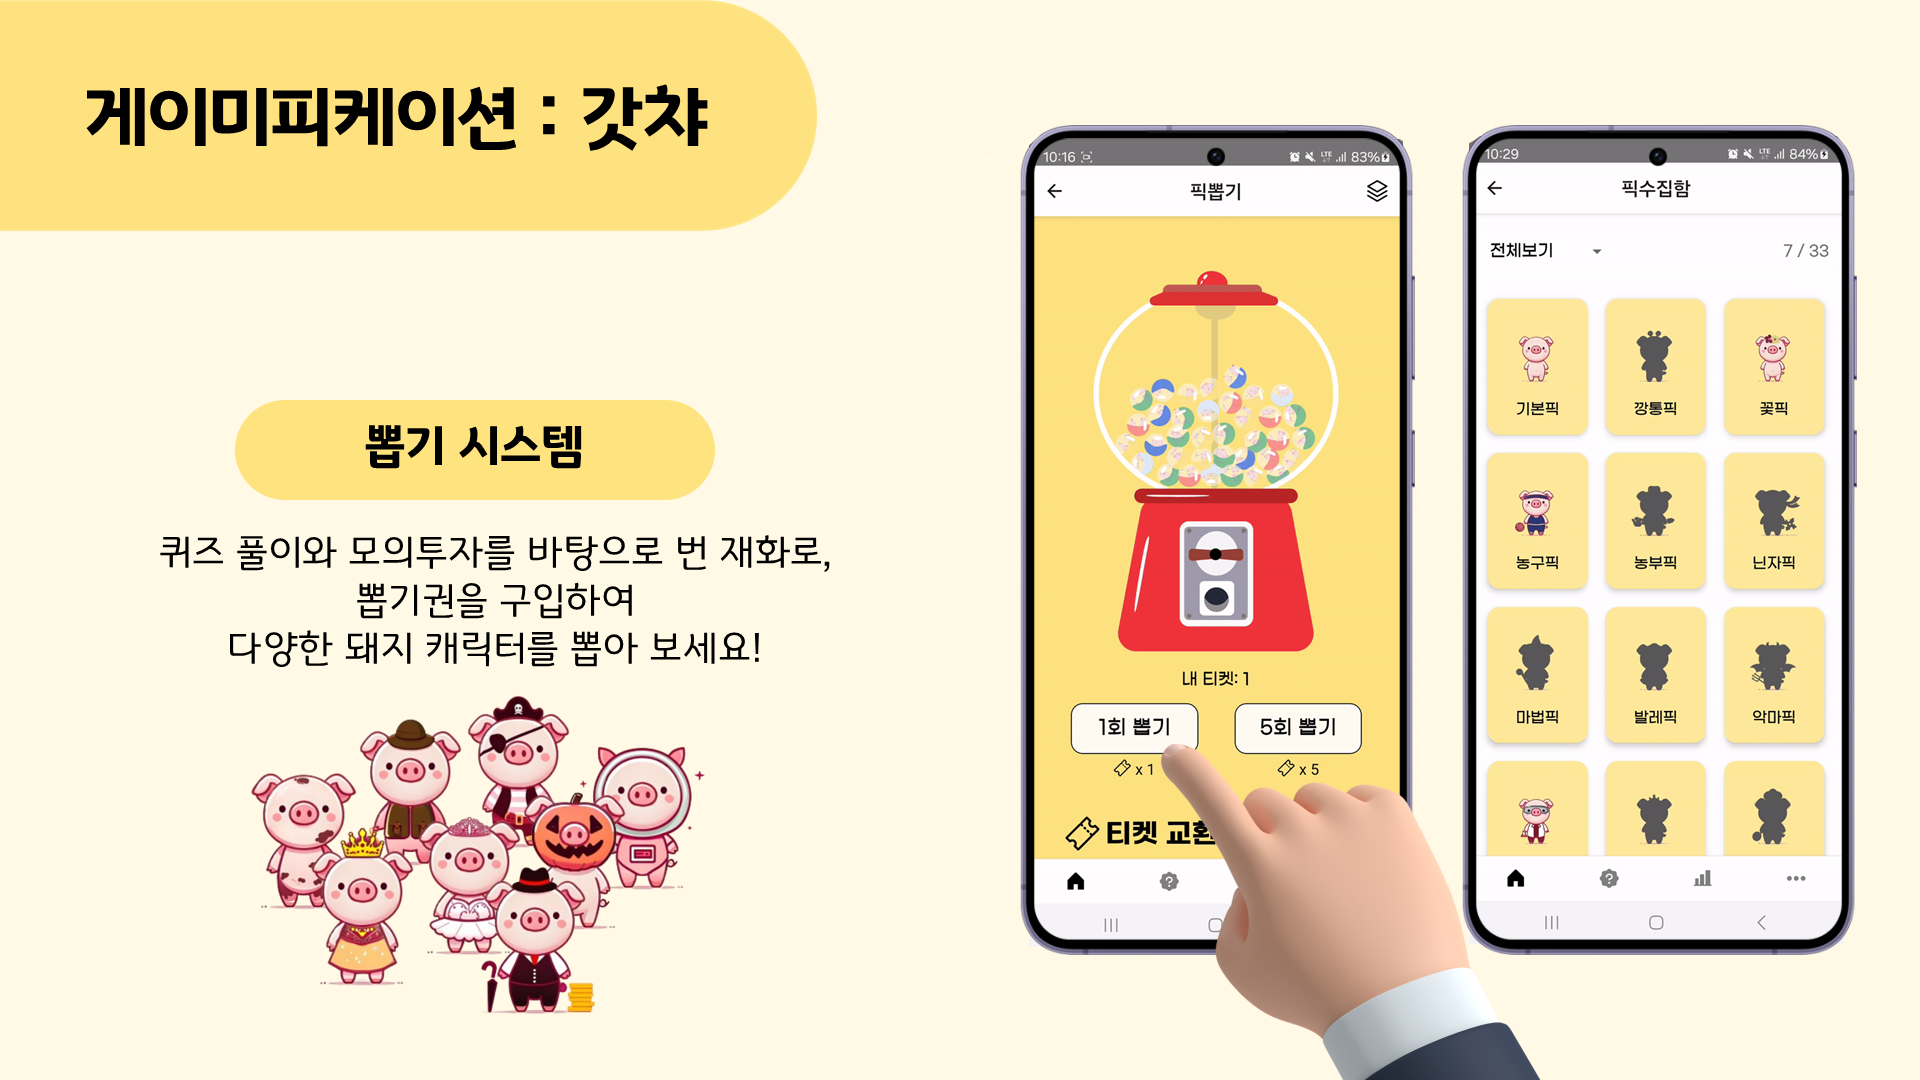 게이미피케이션 : 갓챠
뽑기 시스템
퀴즈 풀이와 모의투자를 바탕으로 번 재화로,
뽑기권을 구입하여
다양한 돼지 캐릭터를 뽑아 보세요!
10:16 LTE 83%
픽뽑기
내 티켓: 1
1회 뽑기 5회 뽑기
x 1 x 5
티켓 교환
10:29 LTE 84%
픽수집함
전체보기 7 / 33
기본픽 깡통픽 꽃픽
농구픽 농부픽 닌자픽
마법픽 발레픽 악마픽